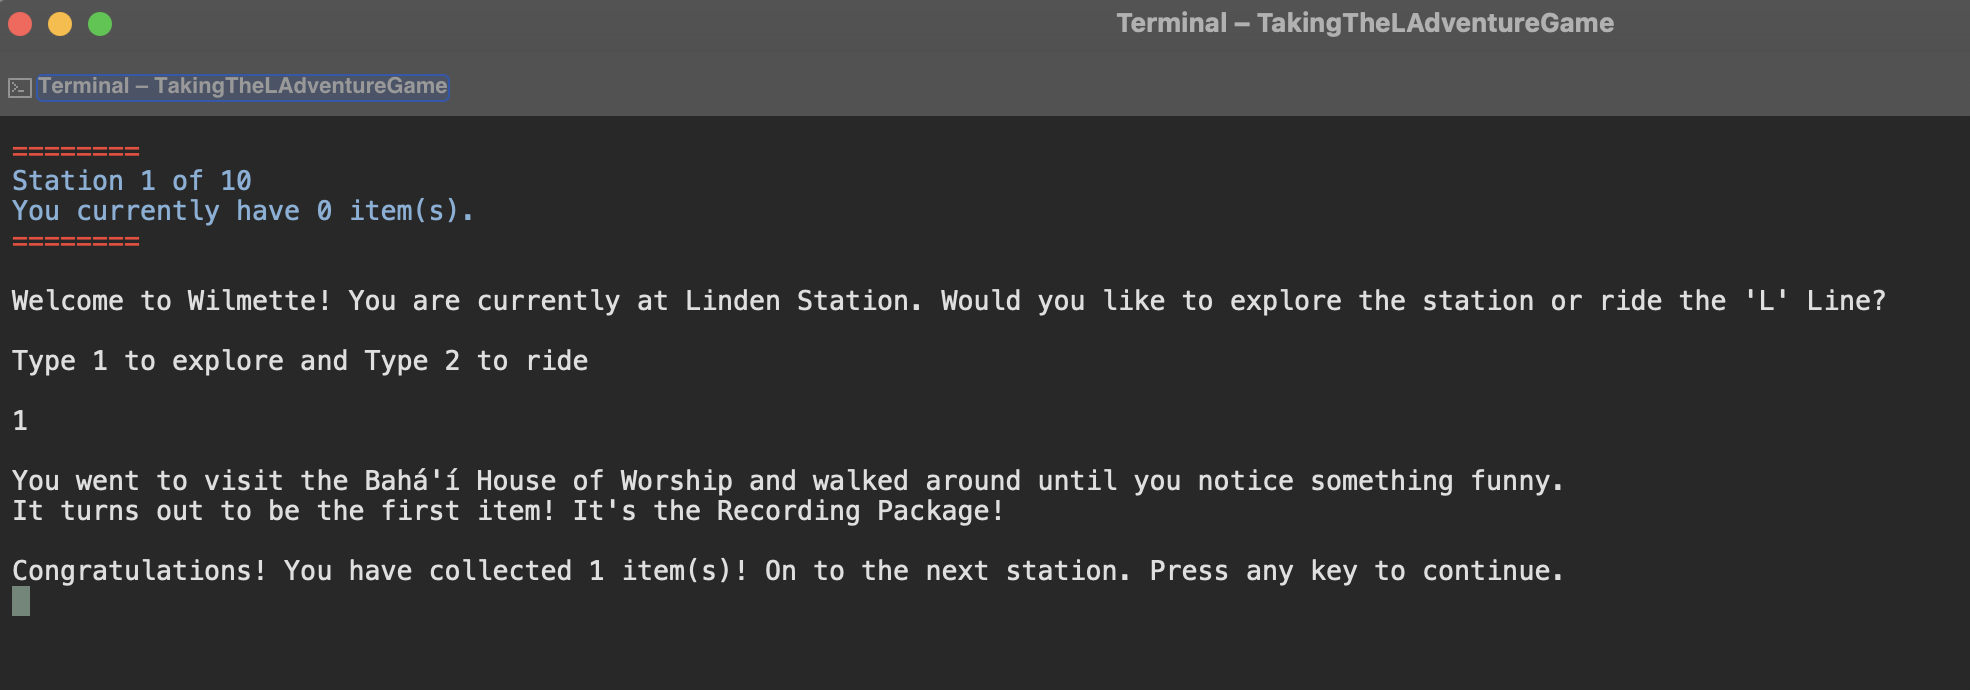 Terminal – TakingTheLAdventureGame
Terminal – TakingTheLAdventureGame
========
Station 1 of 10
You currently have 0 item(s).
========
Welcome to Wilmette! You are currently at Linden Station. Would you like to explore the station or ride the 'L' Line?
Type 1 to explore and Type 2 to ride
1
You went to visit the Bahá'í House of Worship and walked around until you notice something funny.
It turns out to be the first item! It's the Recording Package!
Congratulations! You have collected 1 item(s)! On to the next station. Press any key to continue.